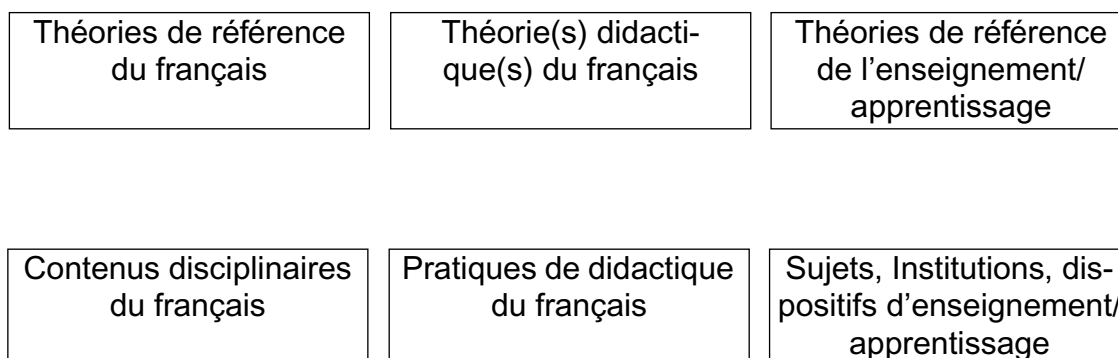 Théories de référence
du français
Théorie(s) didacti-
que(s) du français
Théories de référence
de l’enseignement/
apprentissage
Contenus disciplinaires
du français
Pratiques de didactique
du français
Sujets, Institutions, dis-
positifs d’enseignement/
apprentissage